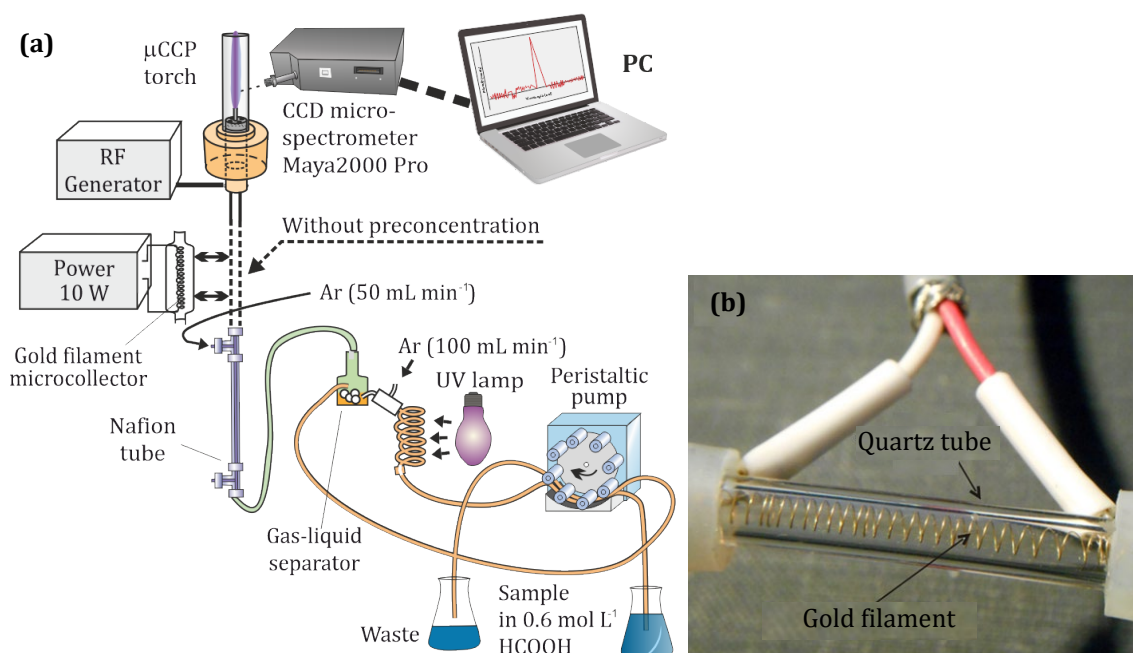 (a)
μCCP
torch
CCD micro-
spectrometer
Maya2000 Pro
PC
RF
Generator
Without preconcentration
Power
10 W
Ar (50 mL min⁻¹)
Gold filament
microcollector
Ar (100 mL min⁻¹)
UV lamp
Peristaltic
pump
Nafion
tube
Gas-liquid
separator
Waste
Sample
in 0.6 mol L⁻¹
HCOOH
(b)
Quartz tube
Gold filament